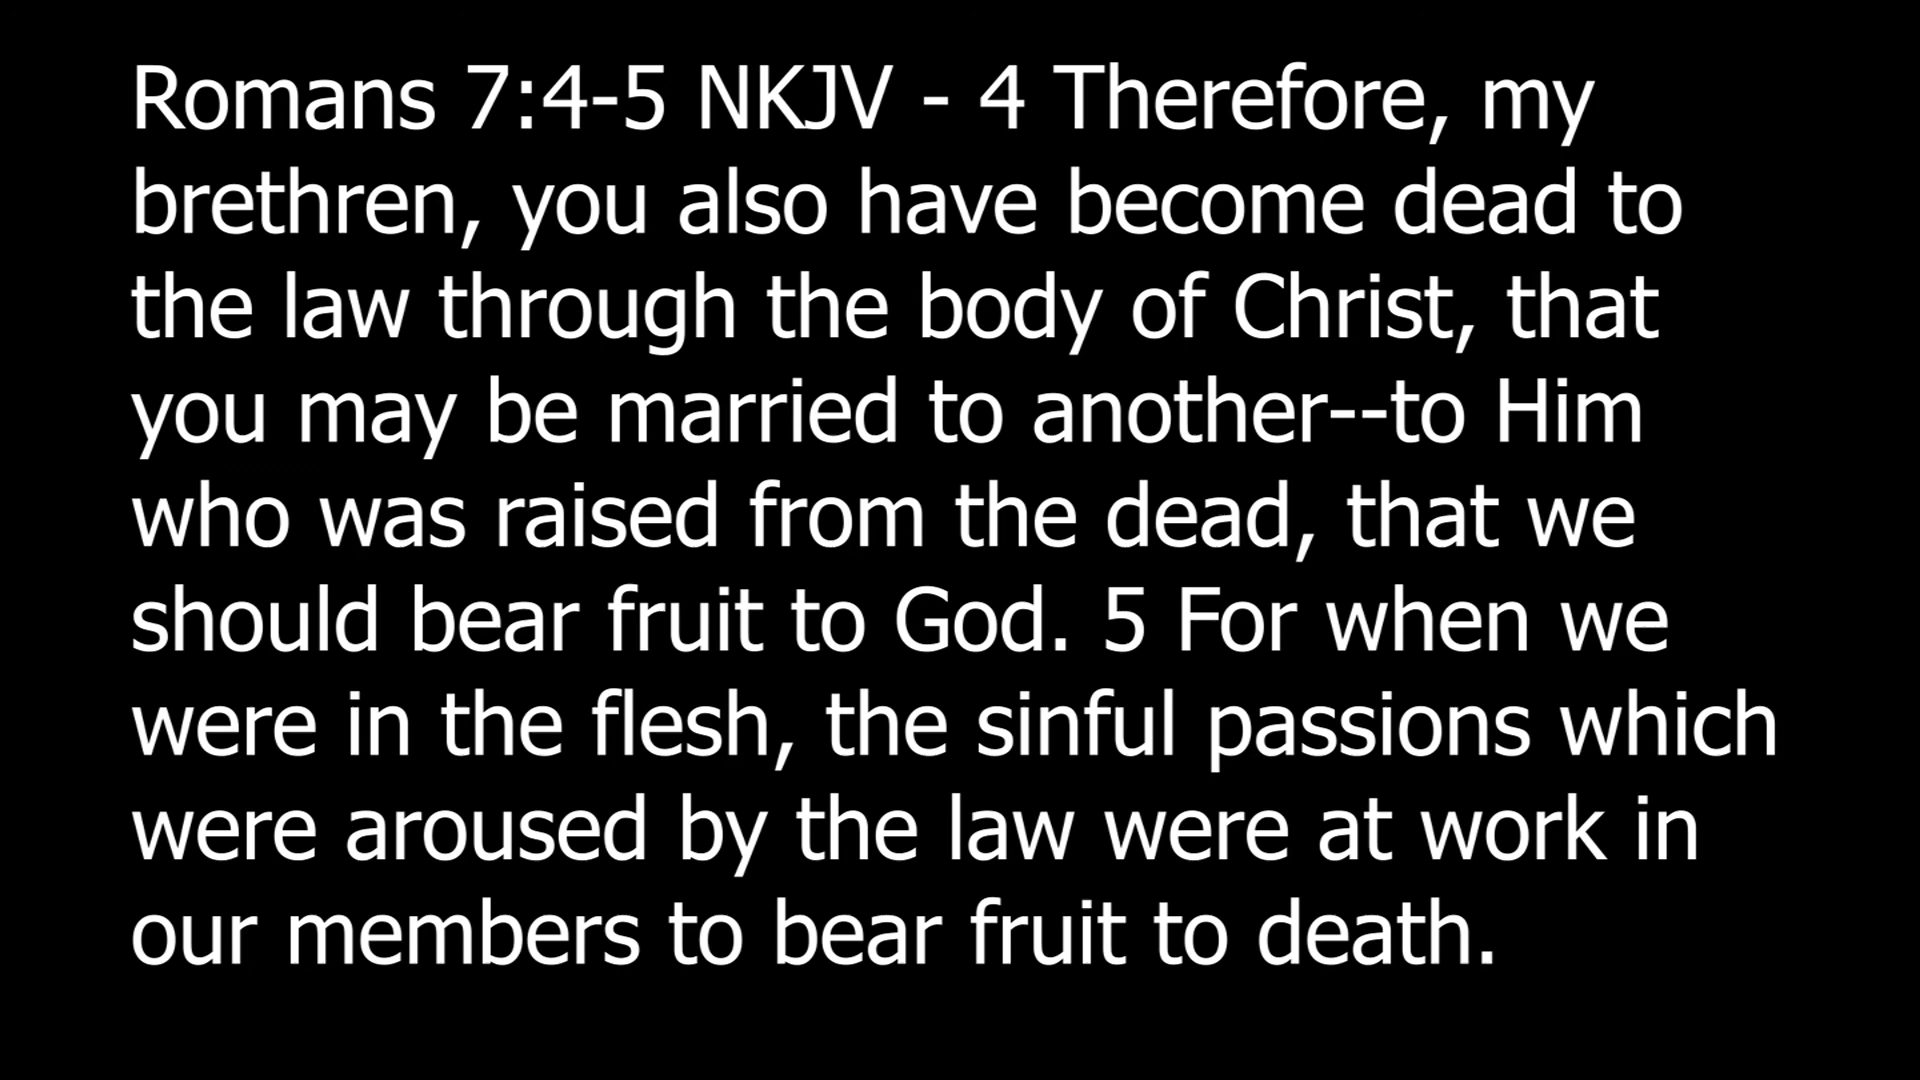 Romans 7:4-5 NKJV - 4 Therefore, my
brethren, you also have become dead to
the law through the body of Christ, that
you may be married to another--to Him
who was raised from the dead, that we
should bear fruit to God. 5 For when we
were in the flesh, the sinful passions which
were aroused by the law were at work in
our members to bear fruit to death.